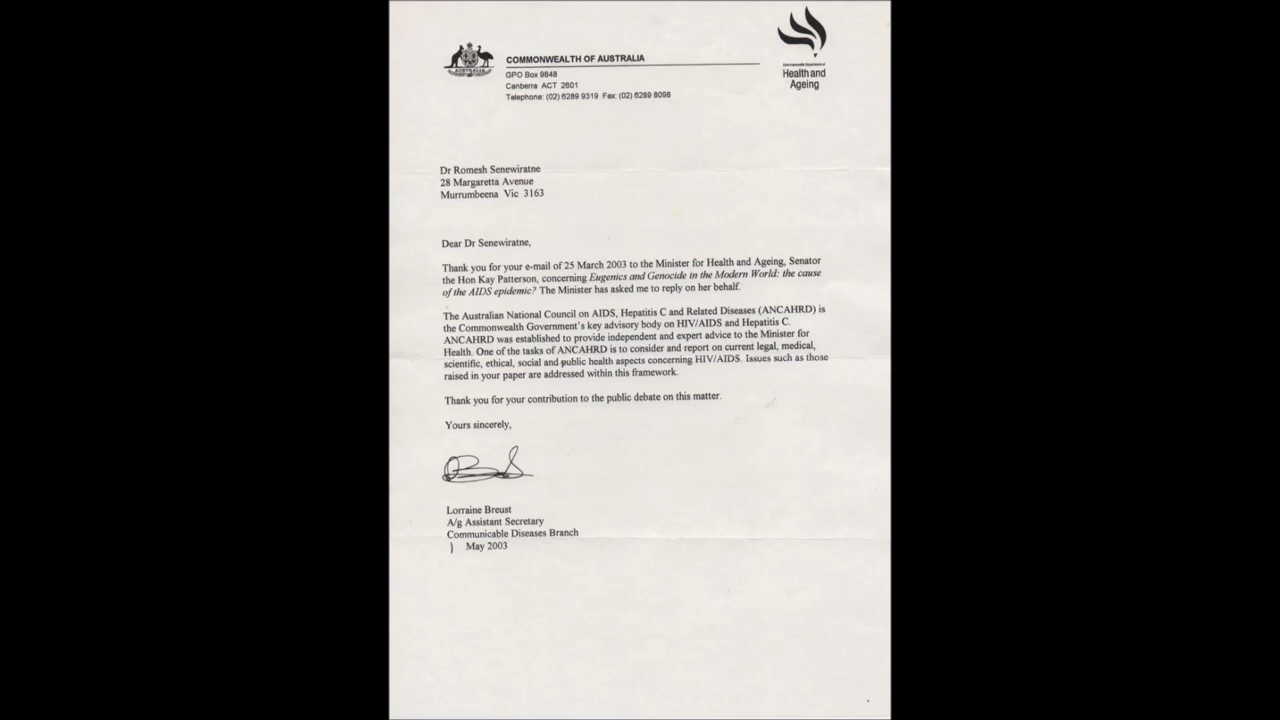 COMMONWEALTH OF AUSTRALIA
GPO Box 9848
Canberra ACT 2601
Telephone: (02) 6289 9319 Fax: (02) 6289 8098
AUSTRALIA
Commonwealth Department of
Health and
Ageing
Dr Romesh Senewiratne
28 Margaretta Avenue
Murrumbeena Vic 3163
Dear Dr Senewiratne,
Thank you for your e-mail of 25 March 2003 to the Minister for Health and Ageing, Senator
the Hon Kay Patterson, concerning Eugenics and Genocide in the Modern World: the cause
of the AIDS epidemic? The Minister has asked me to reply on her behalf.
The Australian National Council on AIDS, Hepatitis C and Related Diseases (ANCAHRD) is
the Commonwealth Government's key advisory body on HIV/AIDS and Hepatitis C.
ANCAHRD was established to provide independent and expert advice to the Minister for
Health. One of the tasks of ANCAHRD is to consider and report on current legal, medical,
scientific, ethical, social and public health aspects concerning HIV/AIDS. Issues such as those
raised in your paper are addressed within this framework.
Thank you for your contribution to the public debate on this matter.
Yours sincerely,
Lorraine Breust
A/g Assistant Secretary
Communicable Diseases Branch
) May 2003